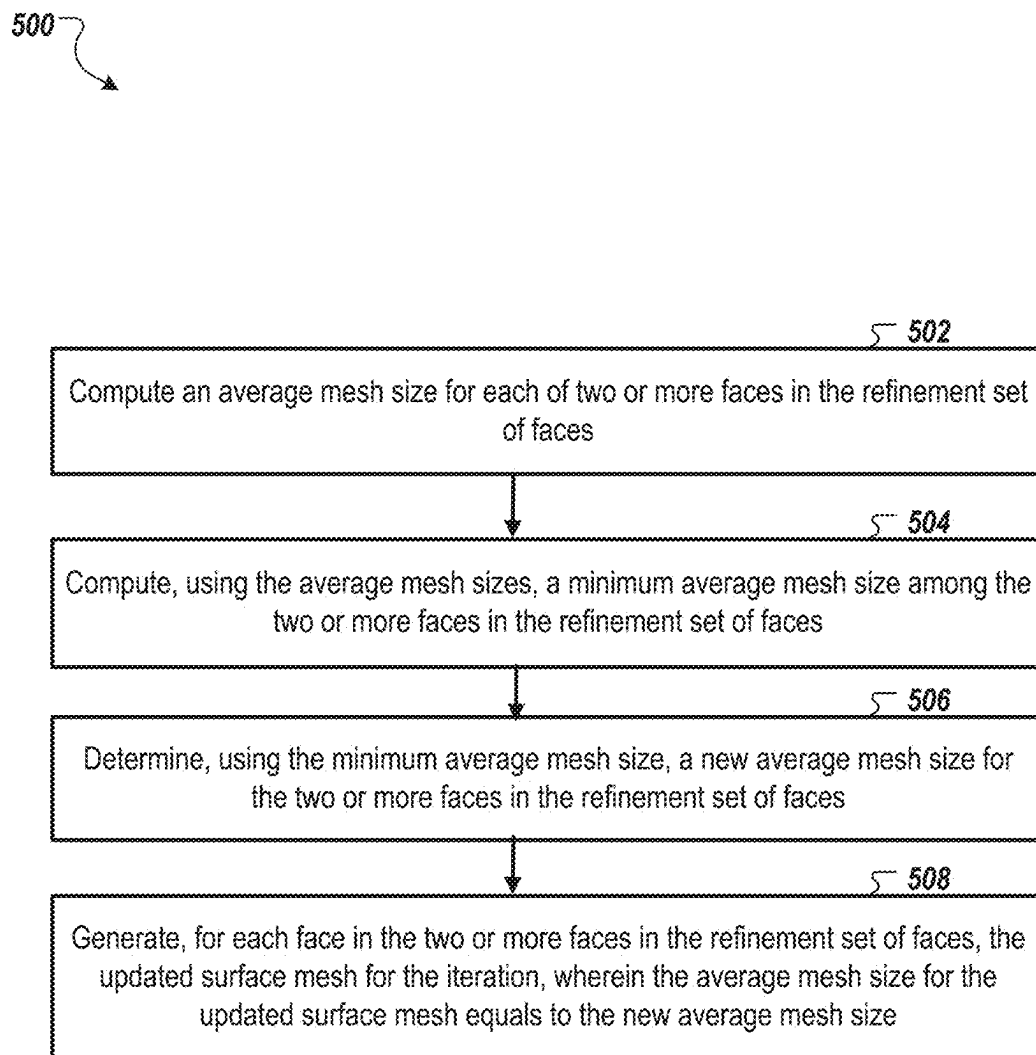 500
502
Compute an average mesh size for each of two or more faces in the refinement set
of faces
504
Compute, using the average mesh sizes, a minimum average mesh size among the
two or more faces in the refinement set of faces
506
Determine, using the minimum average mesh size, a new average mesh size for
the two or more faces in the refinement set of faces
508
Generate, for each face in the two or more faces in the refinement set of faces, the
updated surface mesh for the iteration, wherein the average mesh size for the
updated surface mesh equals to the new average mesh size